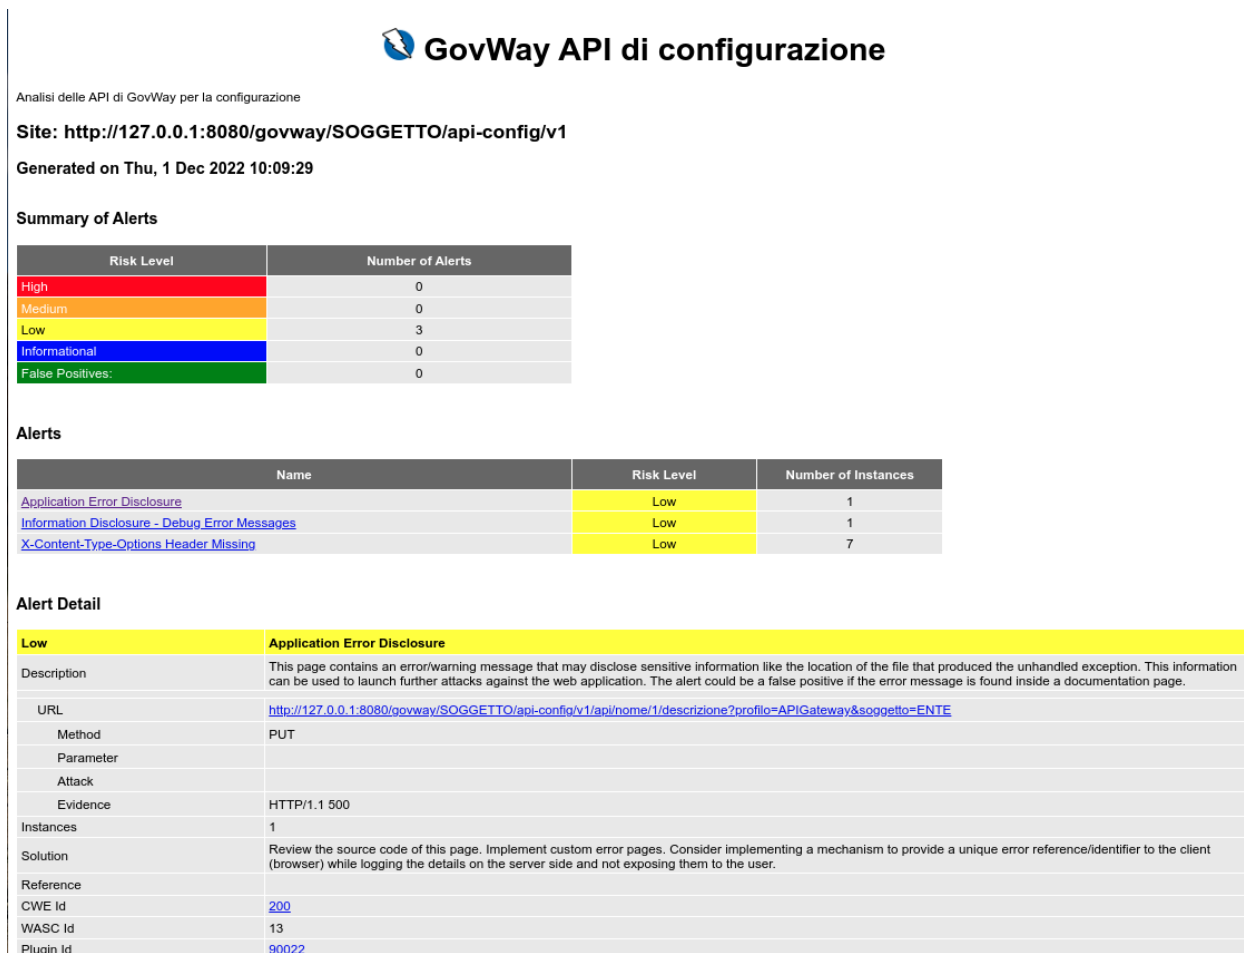 GovWay API di configurazione
Analisi delle API di GovWay per la configurazione
Site: http://127.0.0.1:8080/govway/SOGGETTO/api-config/v1
Generated on Thu, 1 Dec 2022 10:09:29
Summary of Alerts
Risk Level Number of Alerts
High 0
Medium 0
Low 3
Informational 0
False Positives: 0
Alerts
Name Risk Level Number of Instances
Application Error Disclosure Low 1
Information Disclosure - Debug Error Messages Low 1
X-Content-Type-Options Header Missing Low 7
Alert Detail
Low Application Error Disclosure
Description This page contains an error/warning message that may disclose sensitive information like the location of the file that produced the unhandled exception. This information
can be used to launch further attacks against the web application. The alert could be a false positive if the error message is found inside a documentation page.
URL http://127.0.0.1:8080/govway/SOGGETTO/api-config/v1/api/nome/1/descrizione?profilo=APIGateway&soggetto=ENTE
Method PUT
Parameter
Attack
Evidence HTTP/1.1 500
Instances 1
Solution Review the source code of this page. Implement custom error pages. Consider implementing a mechanism to provide a unique error reference/identifier to the client
(browser) while logging the details on the server side and not exposing them to the user.
Reference
CWE Id 200
WASC Id 13
Plugin Id 90022